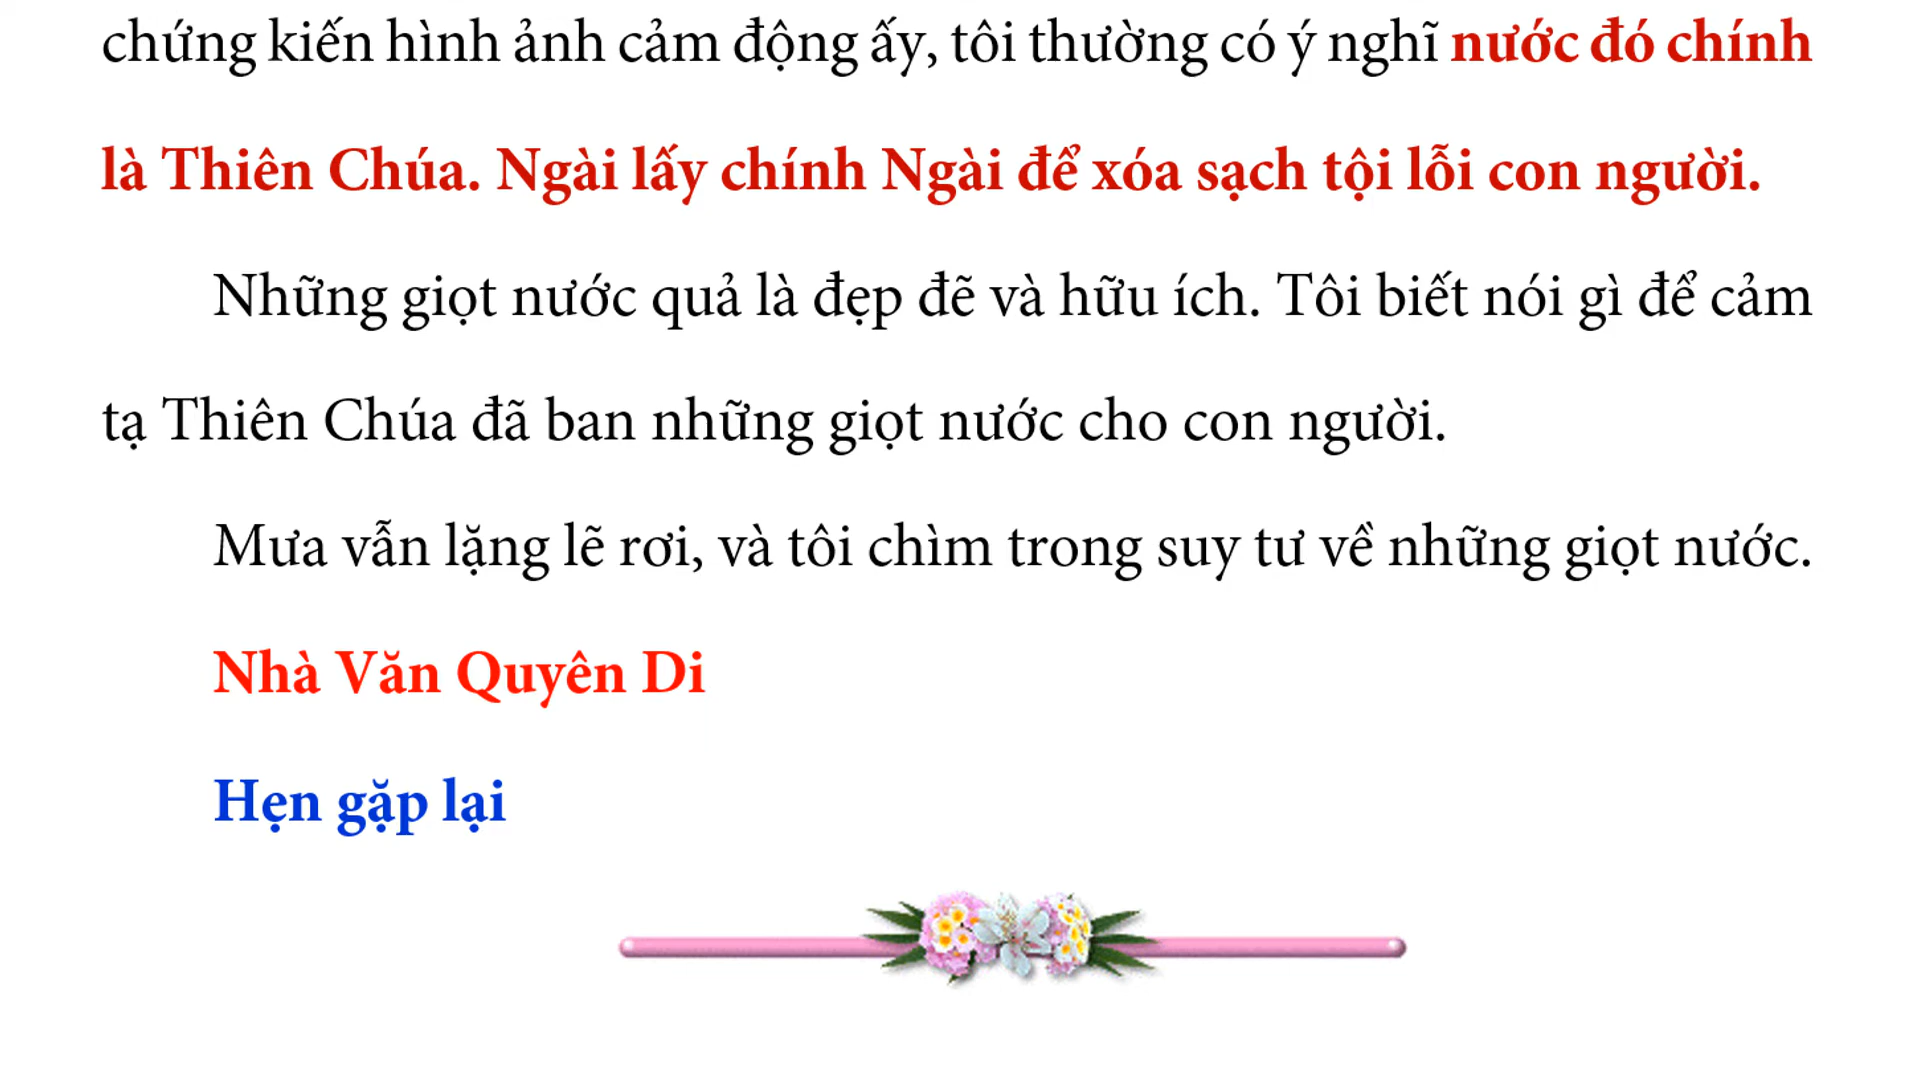 chứng kiến hình ảnh cảm động ấy, tôi thường có ý nghĩ nước đó chính
là Thiên Chúa. Ngài lấy chính Ngài để xóa sạch tội lỗi con người.
Những giọt nước quả là đẹp đẽ và hữu ích. Tôi biết nói gì để cảm
tạ Thiên Chúa đã ban những giọt nước cho con người.
Mưa vẫn lặng lẽ rơi, và tôi chìm trong suy tư về những giọt nước.
Nhà Văn Quyên Di
Hẹn gặp lại